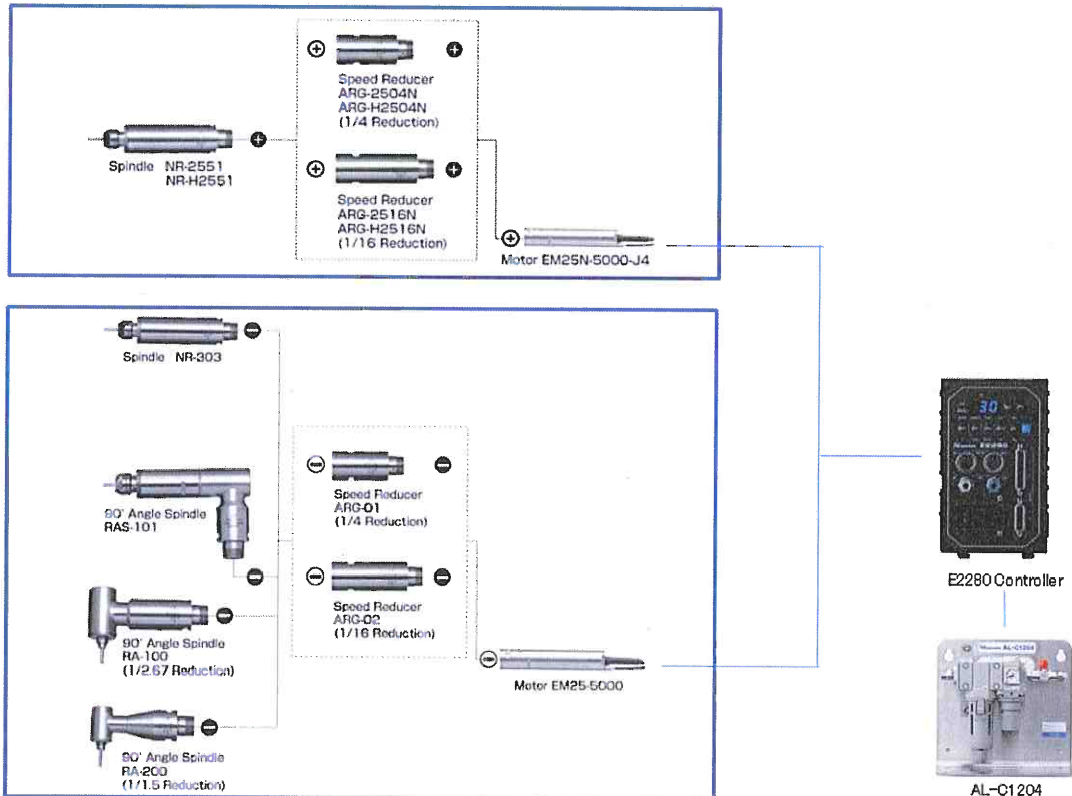 Speed Reducer
ARG-2504N
ARG-H2504N
(1/4 Reduction)
Spindle NR-2551
NR-H2551
Speed Reducer
ARG-2516N
ARG-H2516N
(1/16 Reduction)
Motor EM25N-5000-J4
Spindle NR-303
90° Angle Spindle
RAS-101
Speed Reducer
ARG-01
(1/4 Reduction)
Speed Reducer
ARG-02
(1/16 Reduction)
90° Angle Spindle
RA-100
(1/2.67 Reduction)
Motor EM25-5000
90° Angle Spindle
RA-200
(1/1.5 Reduction)
30
E2280
E2280 Controller
AL-C1204
AL-C1204